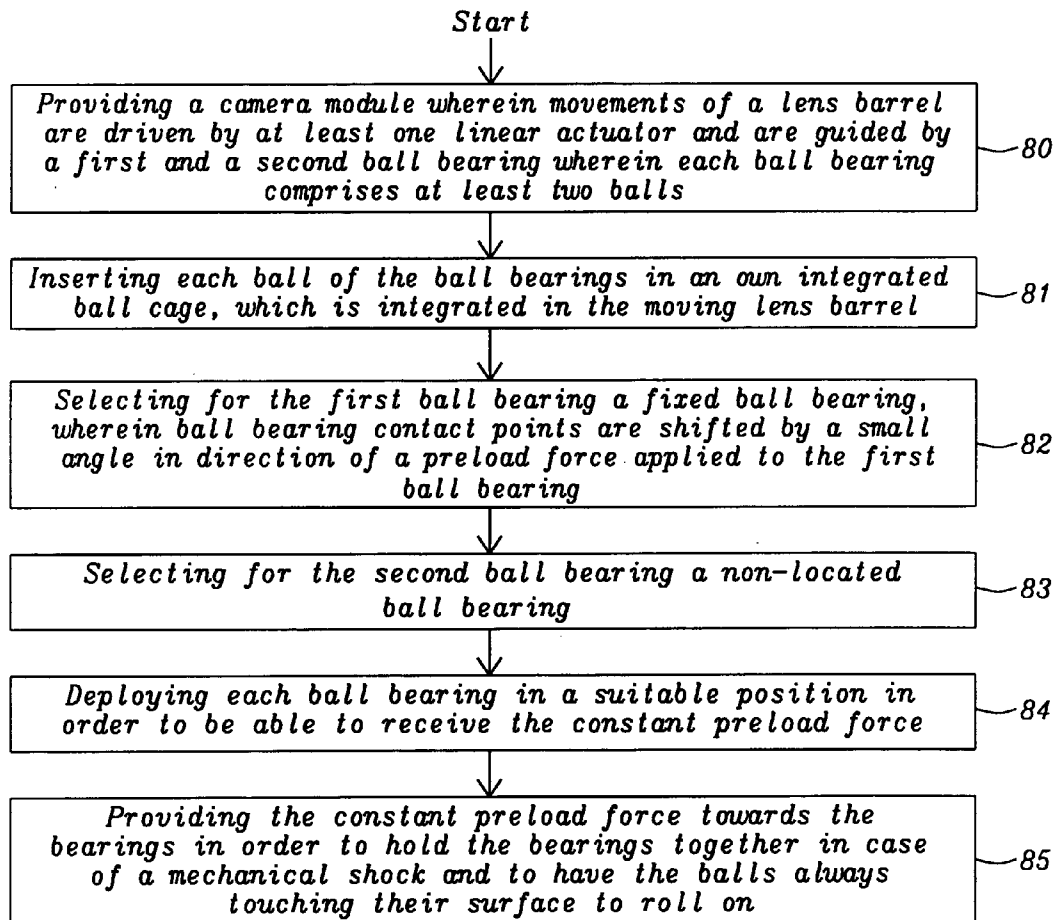 Start
Providing a camera module wherein movements of a lens barrel
are driven by at least one linear actuator and are guided by
a first and a second ball bearing wherein each ball bearing
comprises at least two balls
80
Inserting each ball of the ball bearings in an own integrated
ball cage, which is integrated in the moving lens barrel
81
Selecting for the first ball bearing a fixed ball bearing,
wherein ball bearing contact points are shifted by a small
angle in direction of a preload force applied to the first
ball bearing
82
Selecting for the second ball bearing a non-located
ball bearing
83
Deploying each ball bearing in a suitable position in
order to be able to receive the constant preload force
84
Providing the constant preload force towards the
bearings in order to hold the bearings together in case
of a mechanical shock and to have the balls always
touching their surface to roll on
85